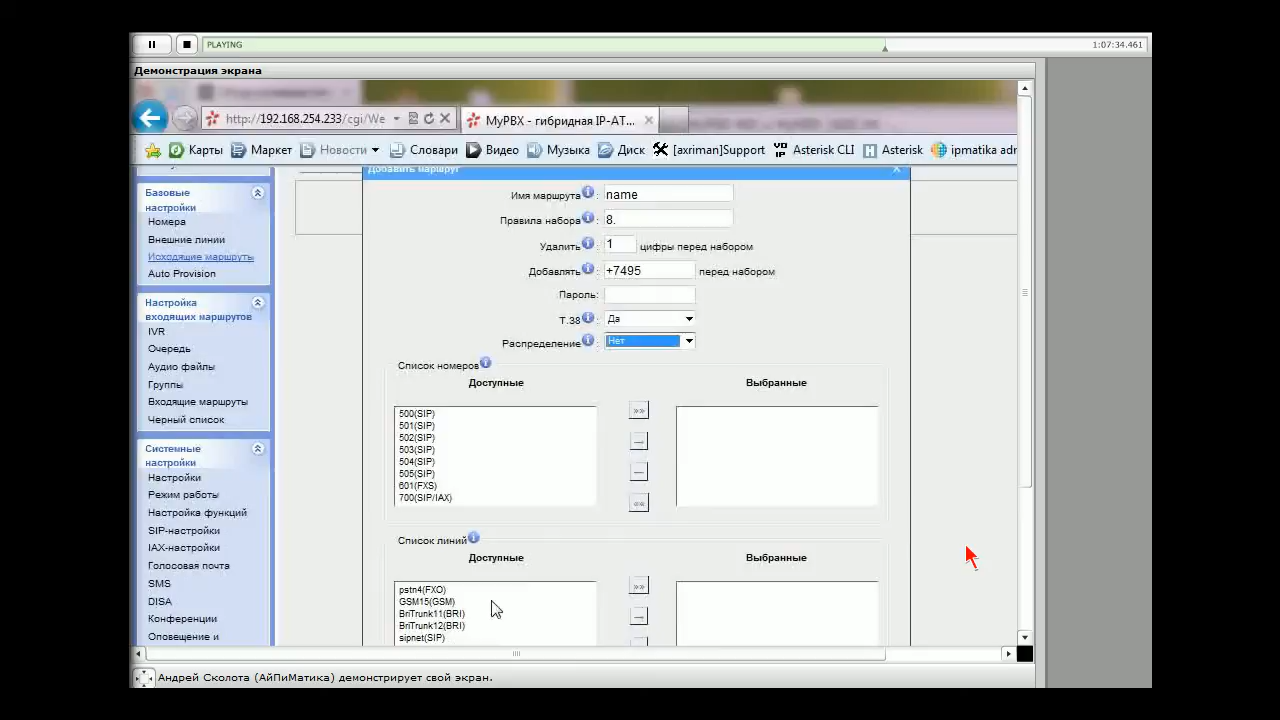 PLAYING
1:07:34.461
Демонстрация экрана
http://192.168.254.233/cgi/We
MyPBX - гибридная IP-AT...
Карты
Маркет
Новости
Словари
Видео
Музыка
Диск
[axriman]Support
VO IP
Asterisk CLI
Asterisk
ipmatika adr
Добавить маршрут
Базовые
настройки
Номера
Внешние линии
Исходящие маршруты
Auto Provision
Настройка
входящих маршрутов
IVR
Очередь
Аудио файлы
Группы
Входящие маршруты
Черный список
Системные
настройки
Настройки
Режим работы
Настройка функций
SIP-настройки
IAX-настройки
Голосовая почта
SMS
DISA
Конференции
Оповещение и
Имя маршрута : name
Правила набора : 8.
Удалить : 1 цифры перед набором
Добавлять : +7495 перед набором
Пароль:
Т.38 : Да
Распределение : Нет
Список номеров
Доступные
Выбранные
500(SIP)
501(SIP)
502(SIP)
503(SIP)
504(SIP)
505(SIP)
601(FXS)
700(SIP/IAX)
Список линий
Доступные
Выбранные
pstn4(FXO)
GSM15(GSM)
BriTrunk11(BRI)
BriTrunk12(BRI)
sipnet(SIP)
Андрей Сколота (АйПиМатика) демонстрирует свой экран.